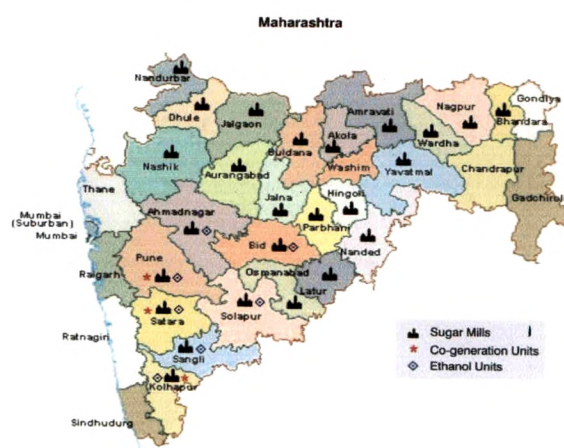 Maharashtra
Nandurbar
Dhule
Jalgaon
Amravati
Nagpur
Gondiya
Bhandara
Akola
Wardha
Buldana
Nashik
Aurangabad
Washim
Yavatmal
Chandrapur
Thane
Ahmadnagar
Jalna
Hingoli
Gadchiroli
Mumbai
(Suburban)
Mumbai
Parbhani
Nanded
Pune
Bid
Raigarh
Osmanabad
Latur
Satara
Solapur
Ratnagiri
Sangli
Kolhapur
Sindhudurg
Sugar Mills
Co-generation Units
Ethanol Units